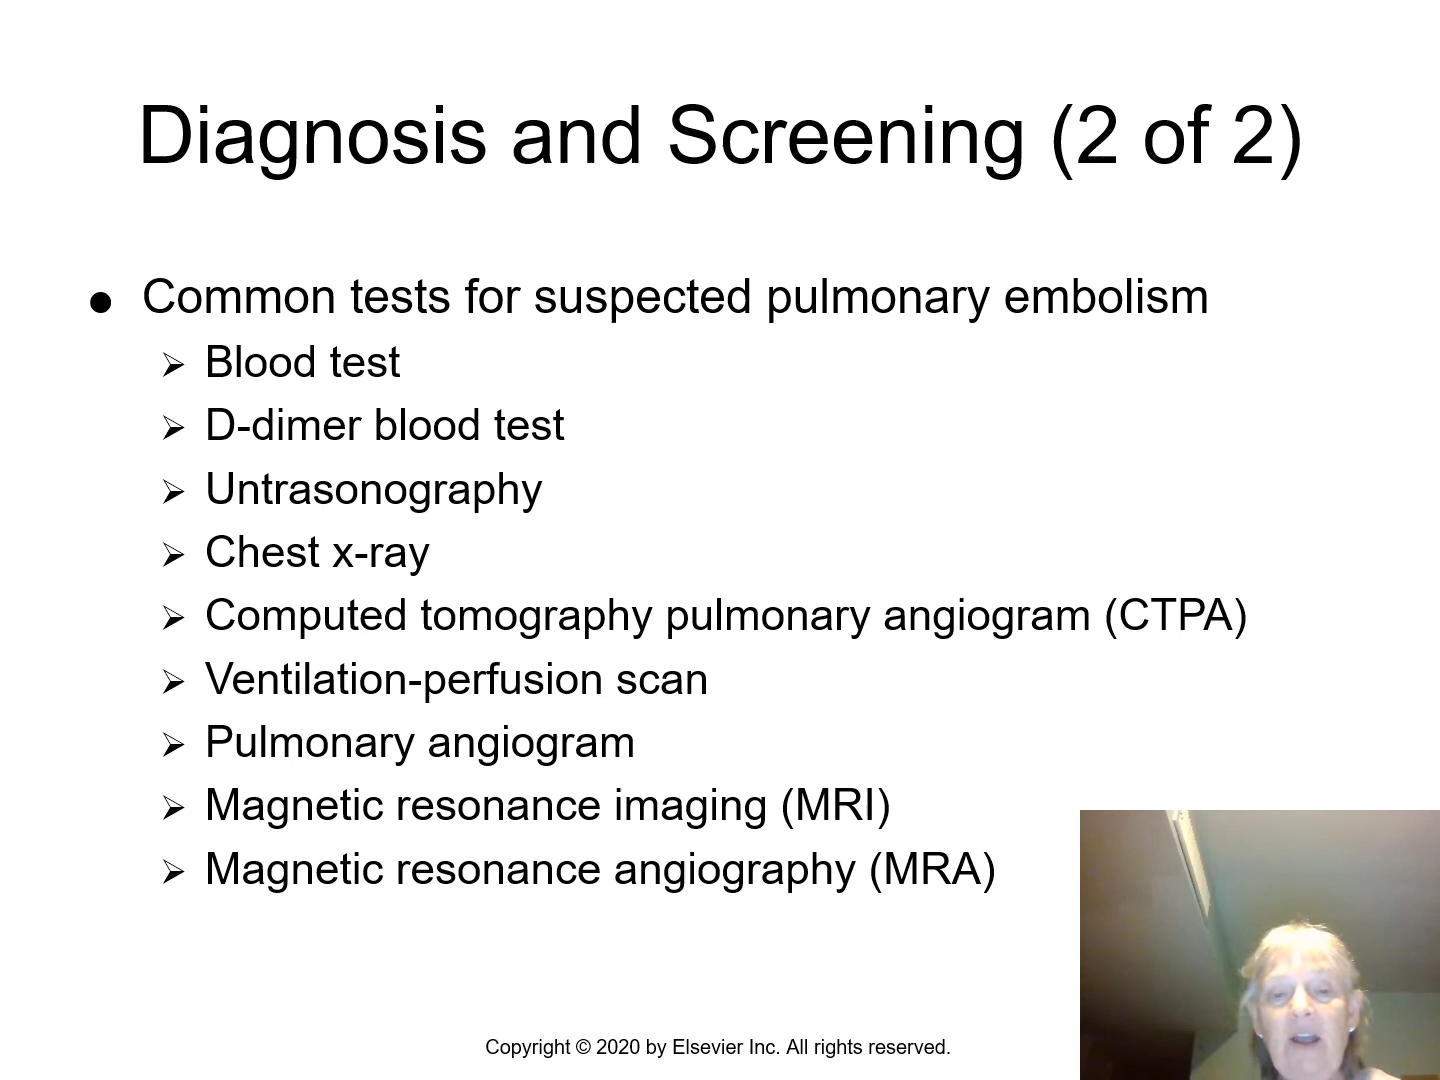 Diagnosis and Screening (2 of 2)
● Common tests for suspected pulmonary embolism
➢ Blood test
➢ D-dimer blood test
➢ Untrasonography
➢ Chest x-ray
➢ Computed tomography pulmonary angiogram (CTPA)
➢ Ventilation-perfusion scan
➢ Pulmonary angiogram
➢ Magnetic resonance imaging (MRI)
➢ Magnetic resonance angiography (MRA)
Copyright © 2020 by Elsevier Inc. All rights reserved.